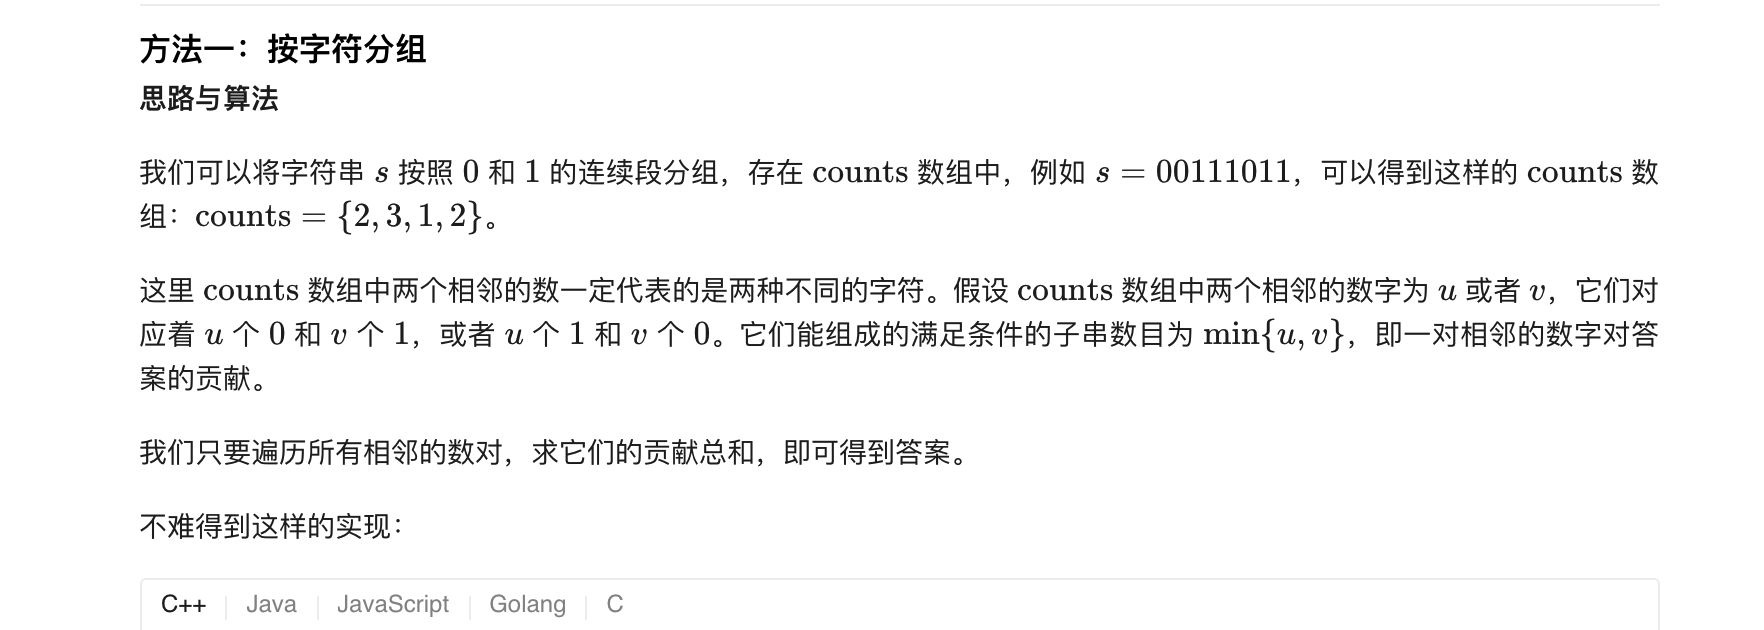 方法一：按字符分组
思路与算法
我们可以将字符串 s 按照 0 和 1 的连续段分组，存在 counts 数组中，例如 s = 00111011，可以得到这样的 counts 数
组：counts = {2, 3, 1, 2}。
这里 counts 数组中两个相邻的数一定代表的是两种不同的字符。假设 counts 数组中两个相邻的数字为 u 或者 v，它们对
应着 u 个 0 和 v 个 1，或者 u 个 1 和 v 个 0。它们能组成的满足条件的子串数目为 min{u, v}，即一对相邻的数字对答
案的贡献。
我们只要遍历所有相邻的数对，求它们的贡献总和，即可得到答案。
不难得到这样的实现：
C++ Java JavaScript Golang C